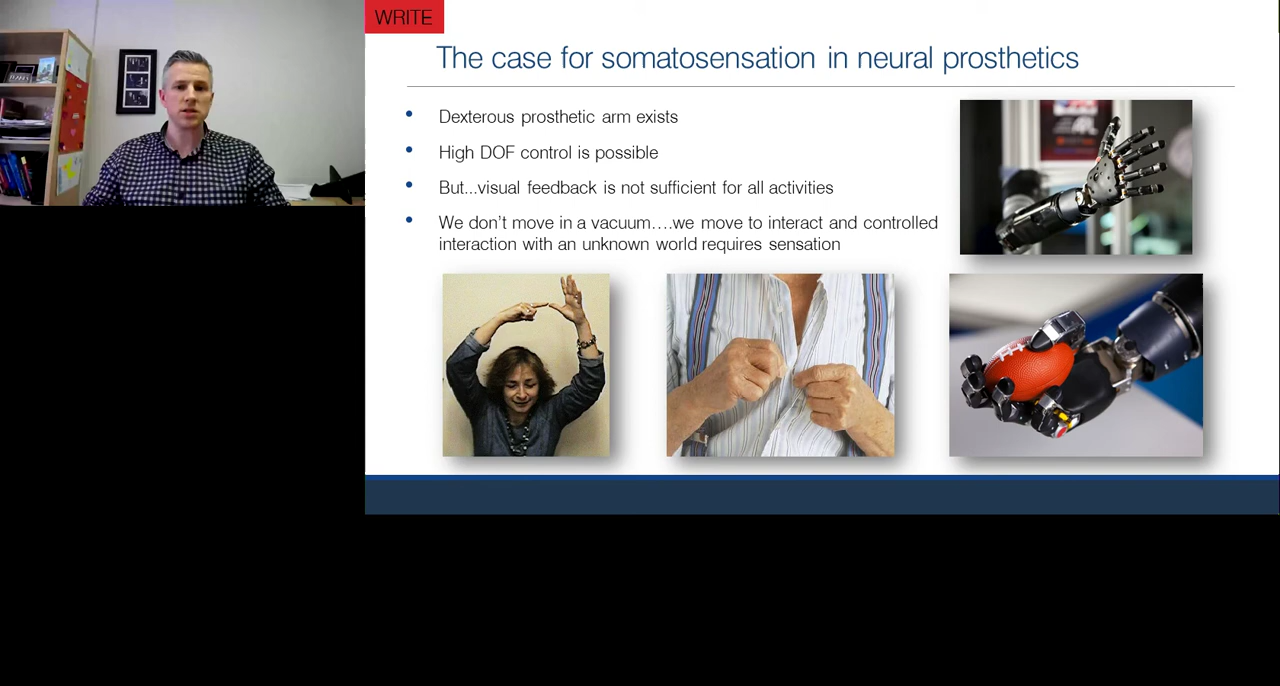 WRITE
The case for somatosensation in neural prosthetics
Dexterous prosthetic arm exists
High DOF control is possible
But...visual feedback is not sufficient for all activities
We don't move in a vacuum….we move to interact and controlled
interaction with an unknown world requires sensation
APL